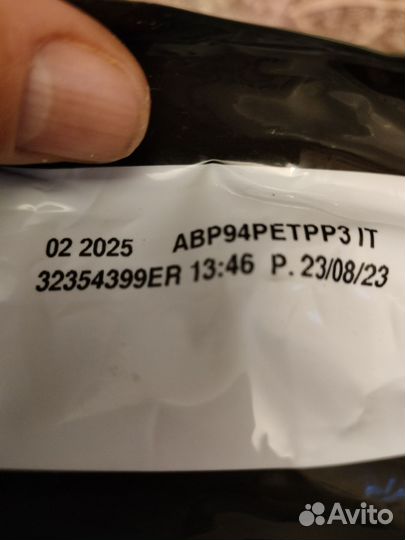 02 2025 ABP94PETPP3 IT
32354399ER 13:46 P. 23/08/23
Avito